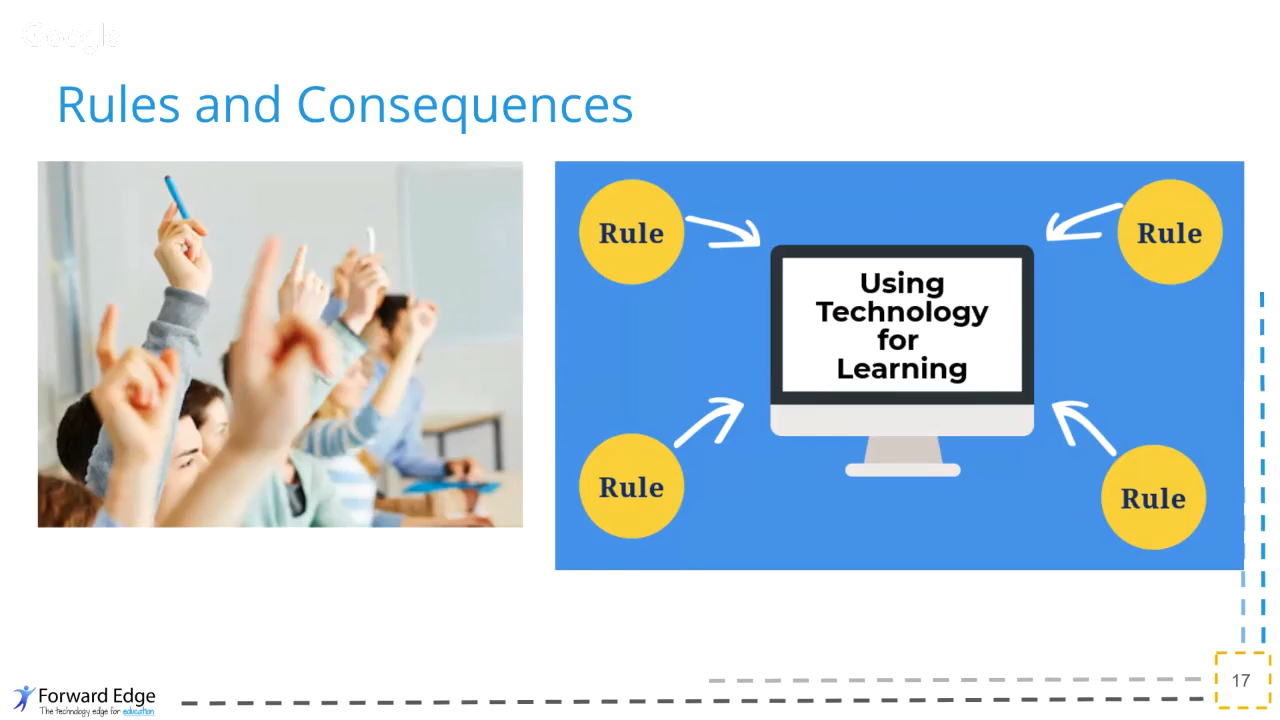 Google
Rules and Consequences
Rule
Rule
Using
Technology
for
Learning
Rule
Rule
17
Forward Edge
The technology edge for education